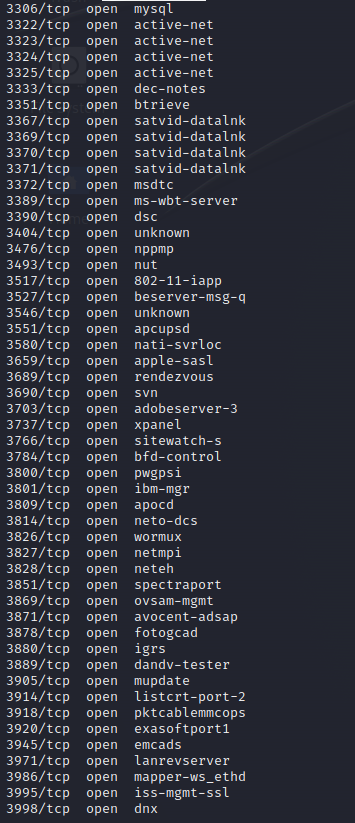 3306/tcp open mysql
3322/tcp open active-net
3323/tcp open active-net
3324/tcp open active-net
3325/tcp open active-net
3333/tcp open dec-notes
3351/tcp open btrieve
3367/tcp open satvid-datalnk
3369/tcp open satvid-datalnk
3370/tcp open satvid-datalnk
3371/tcp open satvid-datalnk
3372/tcp open msdtc
3389/tcp open ms-wbt-server
3390/tcp open dsc
3404/tcp open unknown
3476/tcp open nppmp
3493/tcp open nut
3517/tcp open 802-11-iapp
3527/tcp open beserver-msg-q
3546/tcp open unknown
3551/tcp open apcupsd
3580/tcp open nati-svrloc
3659/tcp open apple-sasl
3689/tcp open rendezvous
3690/tcp open svn
3703/tcp open adobeserver-3
3737/tcp open xpanel
3766/tcp open sitewatch-s
3784/tcp open bfd-control
3800/tcp open pwgpsi
3801/tcp open ibm-mgr
3809/tcp open apocd
3814/tcp open neto-dcs
3826/tcp open wormux
3827/tcp open netmpi
3828/tcp open neteh
3851/tcp open spectraport
3869/tcp open ovsam-mgmt
3871/tcp open avocent-adsap
3878/tcp open fotogcad
3880/tcp open igrs
3889/tcp open dandv-tester
3905/tcp open mupdate
3914/tcp open listcrt-port-2
3918/tcp open pktcablemmcops
3920/tcp open exasoftport1
3945/tcp open emcads
3971/tcp open lanrevserver
3986/tcp open mapper-ws_ethd
3995/tcp open iss-mgmt-ssl
3998/tcp open dnx